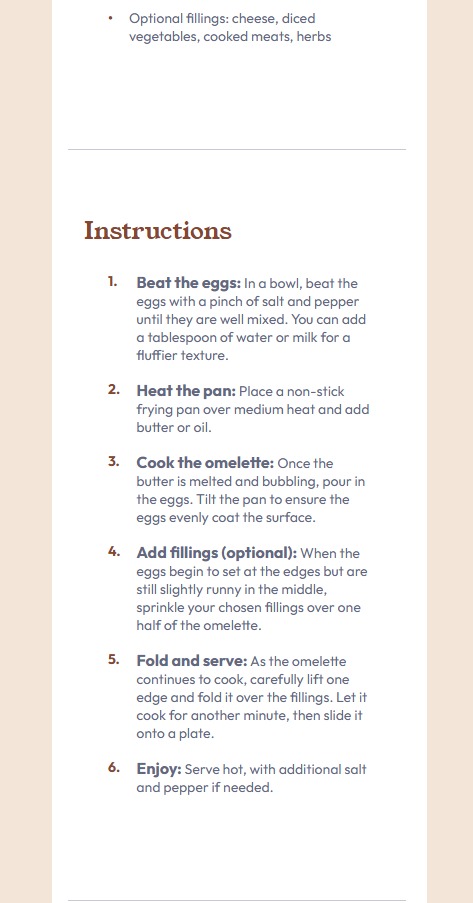 • Optional fillings: cheese, diced
vegetables, cooked meats, herbs
Instructions
1. Beat the eggs: In a bowl, beat the
eggs with a pinch of salt and pepper
until they are well mixed. You can add
a tablespoon of water or milk for a
fluffier texture.
2. Heat the pan: Place a non-stick
frying pan over medium heat and add
butter or oil.
3. Cook the omelette: Once the
butter is melted and bubbling, pour in
the eggs. Tilt the pan to ensure the
eggs evenly coat the surface.
4. Add fillings (optional): When the
eggs begin to set at the edges but are
still slightly runny in the middle,
sprinkle your chosen fillings over one
half of the omelette.
5. Fold and serve: As the omelette
continues to cook, carefully lift one
edge and fold it over the fillings. Let it
cook for another minute, then slide it
onto a plate.
6. Enjoy: Serve hot, with additional salt
and pepper if needed.